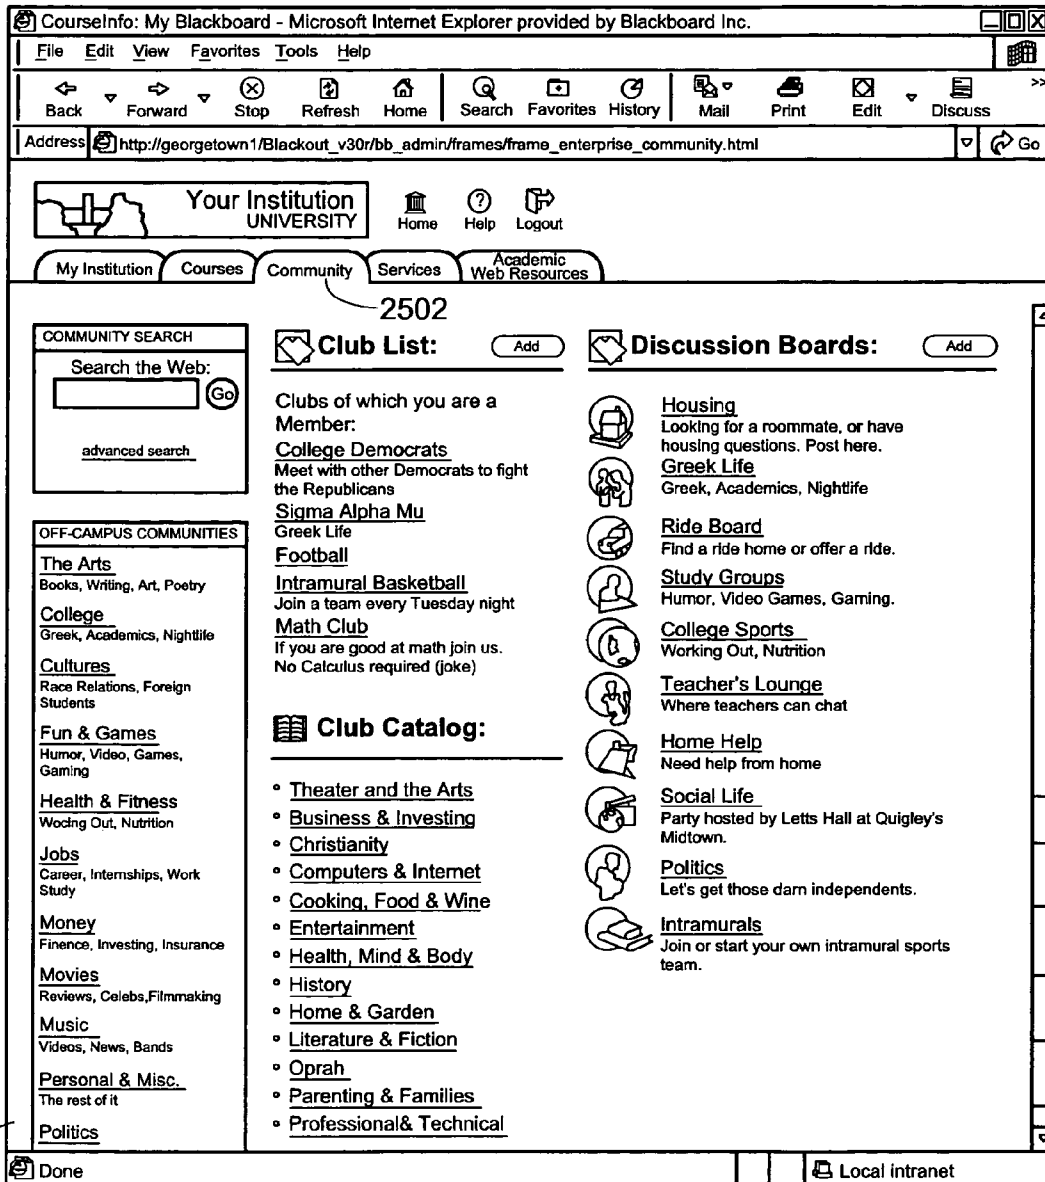 CourseInfo: My Blackboard - Microsoft Internet Explorer provided by Blackboard Inc.
File Edit View Favorites Tools Help
Back Forward Stop Refresh Home Search Favorites History Mail Print Edit Discuss >>
Address http://georgetown1/Blackout_v30r/bb_admin/frames/frame_enterprise_community.html Go
Your Institution
UNIVERSITY
Home Help Logout
My Institution Courses Community Services Academic Web Resources
2502
COMMUNITY SEARCH
Search the Web:
Go
advanced search
OFF-CAMPUS COMMUNITIES
The Arts
Books, Writing, Art, Poetry
College
Greek, Academics, Nightlife
Cultures
Race Relations, Foreign
Students
Fun & Games
Humor, Video, Games,
Gaming
Health & Fitness
Wocing Out, Nutrition
Jobs
Career, Internships, Work
Study
Money
Finence, Investing, Insurance
Movies
Reviews, Celebs,Filmmaking
Music
Videos, News, Bands
Personal & Misc.
The rest of it
Politics
Club List: Add
Clubs of which you are a
Member:
College Democrats
Meet with other Democrats to fight
the Republicans
Sigma Alpha Mu
Greek Life
Football
Intramural Basketball
Join a team every Tuesday night
Math Club
If you are good at math join us.
No Calculus required (joke)
Club Catalog:
Theater and the Arts
Business & Investing
Christianity
Computers & Internet
Cooking, Food & Wine
Entertainment
Health, Mind & Body
History
Home & Garden
Literature & Fiction
Oprah
Parenting & Families
Professional& Technical
Discussion Boards: Add
Housing
Looking for a roommate, or have
housing questions. Post here.
Greek Life
Greek, Academics, Nightlife
Ride Board
Find a ride home or offer a ride.
Study Groups
Humor, Video Games, Gaming.
College Sports
Working Out, Nutrition
Teacher's Lounge
Where teachers can chat
Home Help
Need help from home
Social Life
Party hosted by Letts Hall at Quigley's
Midtown.
Politics
Let's get those darn independents.
Intramurals
Join or start your own intramural sports
team.
Done Local intranet